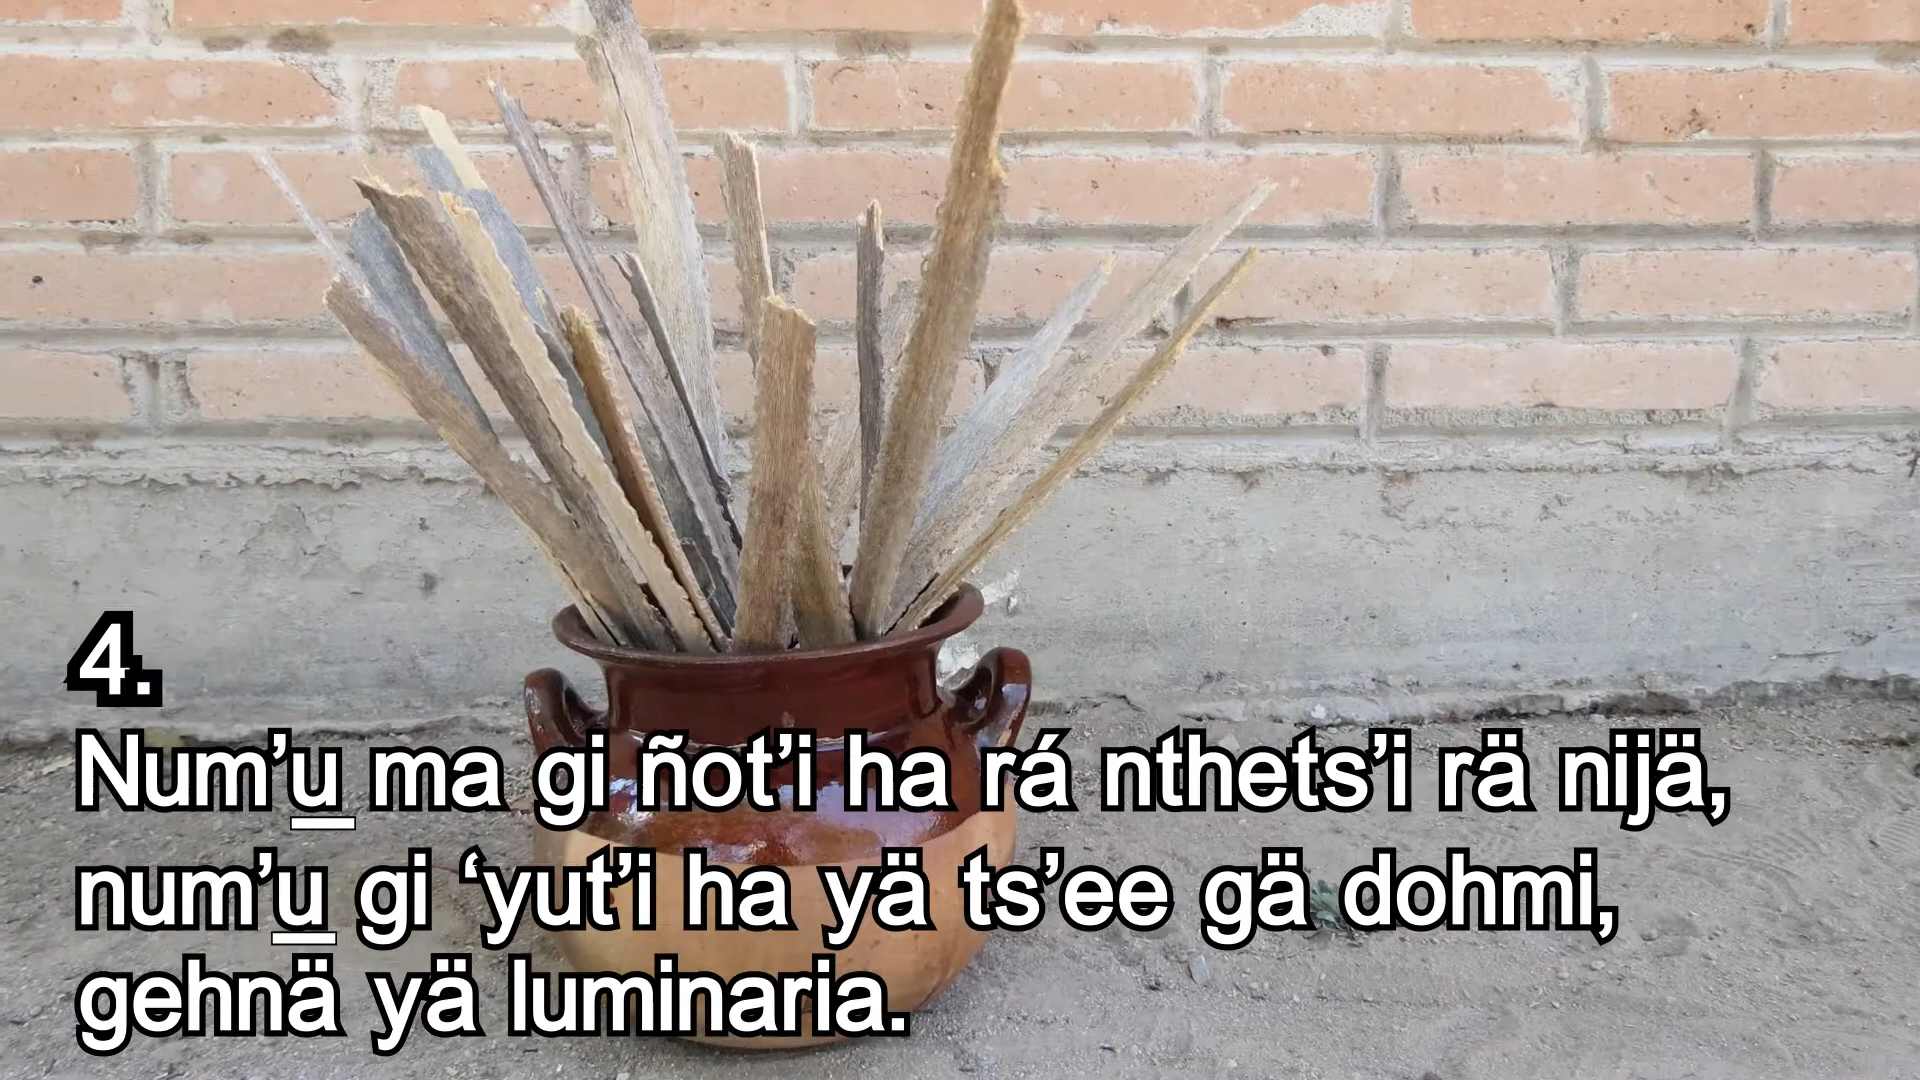 4.
Num’u̲ ma gi ñot’i ha rá nthets’i rä nijä,
num’u̲ gi ‘yut’i ha yä ts’ee gä dohmi,
gehnä yä luminaria.